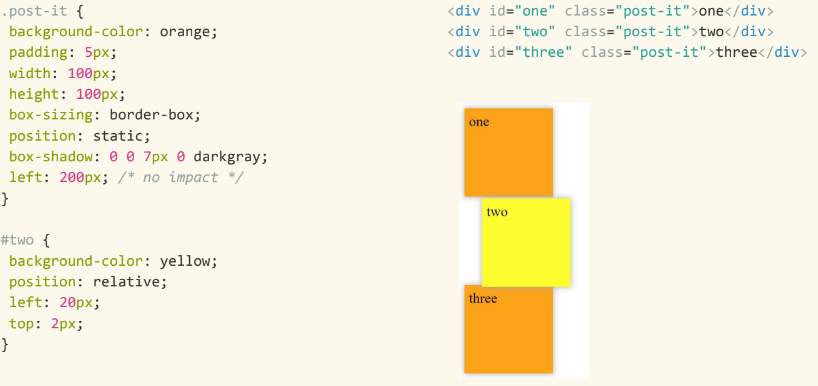 .post-it {
background-color: orange;
padding: 5px;
width: 100px;
height: 100px;
box-sizing: border-box;
position: static;
box-shadow: 0 0 7px 0 darkgray;
left: 200px; /* no impact */
}
#two {
background-color: yellow;
position: relative;
left: 20px;
top: 2px;
}
<div id="one" class="post-it">one</div>
<div id="two" class="post-it">two</div>
<div id="three" class="post-it">three</div>
one
two
three